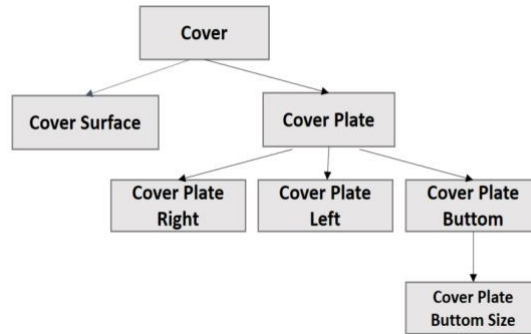 Cover
Cover Surface
Cover Plate
Cover Plate
Right
Cover Plate
Left
Cover Plate
Buttom
Cover Plate
Buttom Size